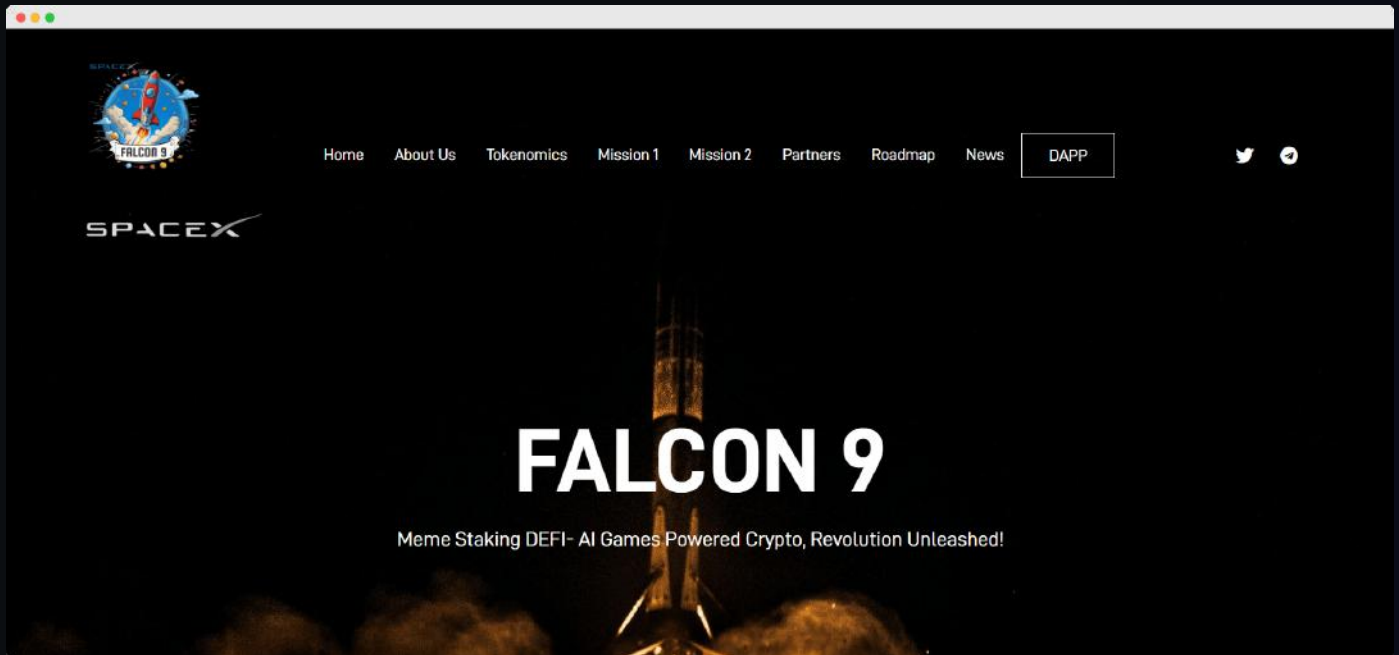 SPACEX
FALCON 9
Home About Us Tokenomics Mission 1 Mission 2 Partners Roadmap News DAPP
SPACEX
FALCON 9
Meme Staking DEFI- AI Games Powered Crypto, Revolution Unleashed!